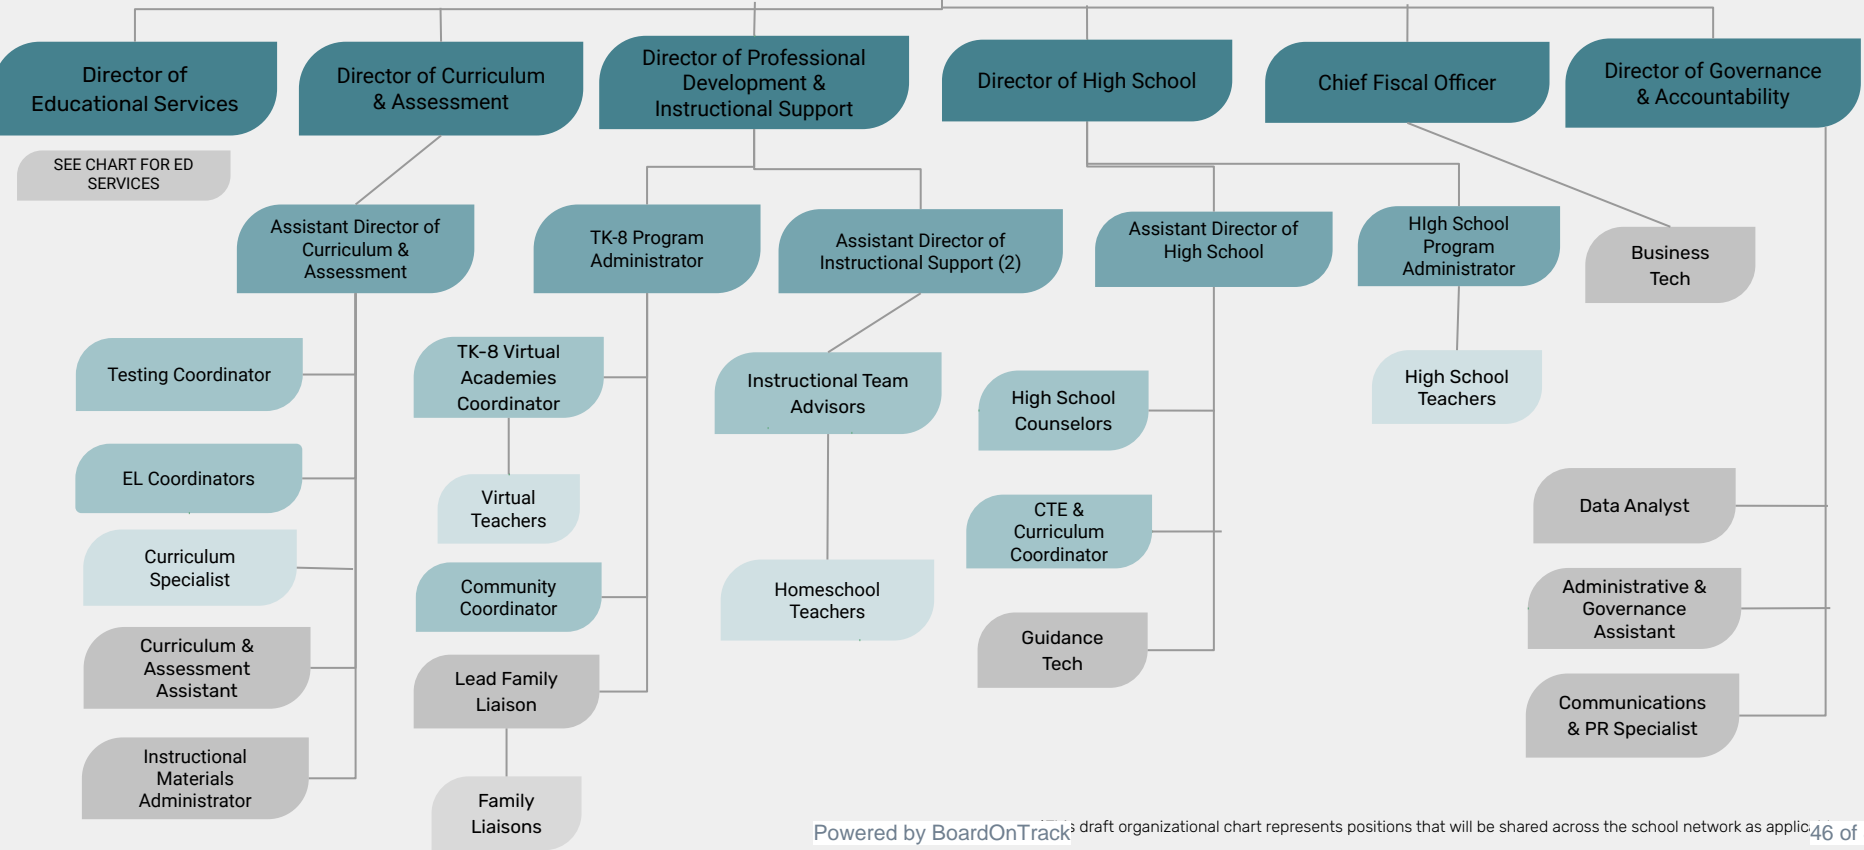 Director of
Educational Services
Director of Curriculum
& Assessment
Director of Professional
Development &
Instructional Support
Director of High School
Chief Fiscal Officer
Director of Governance
& Accountability
SEE CHART FOR ED
SERVICES
Assistant Director of
Curriculum &
Assessment
TK-8 Program
Administrator
Assistant Director of
Instructional Support (2)
Assistant Director of
High School
HIgh School
Program
Administrator
Business
Tech
Testing Coordinator
EL Coordinators
Curriculum
Specialist
Curriculum &
Assessment
Assistant
Instructional
Materials
Administrator
TK-8 Virtual
Academies
Coordinator
Virtual
Teachers
Community
Coordinator
Lead Family
Liaison
Family
Liaisons
Instructional Team
Advisors
Homeschool
Teachers
High School
Counselors
CTE &
Curriculum
Coordinator
Guidance
Tech
High School
Teachers
Data Analyst
Administrative &
Governance
Assistant
Communications
& PR Specialist
Powered by BoardOnTrack
draft organizational chart represents positions that will be shared across the school network as
46 of